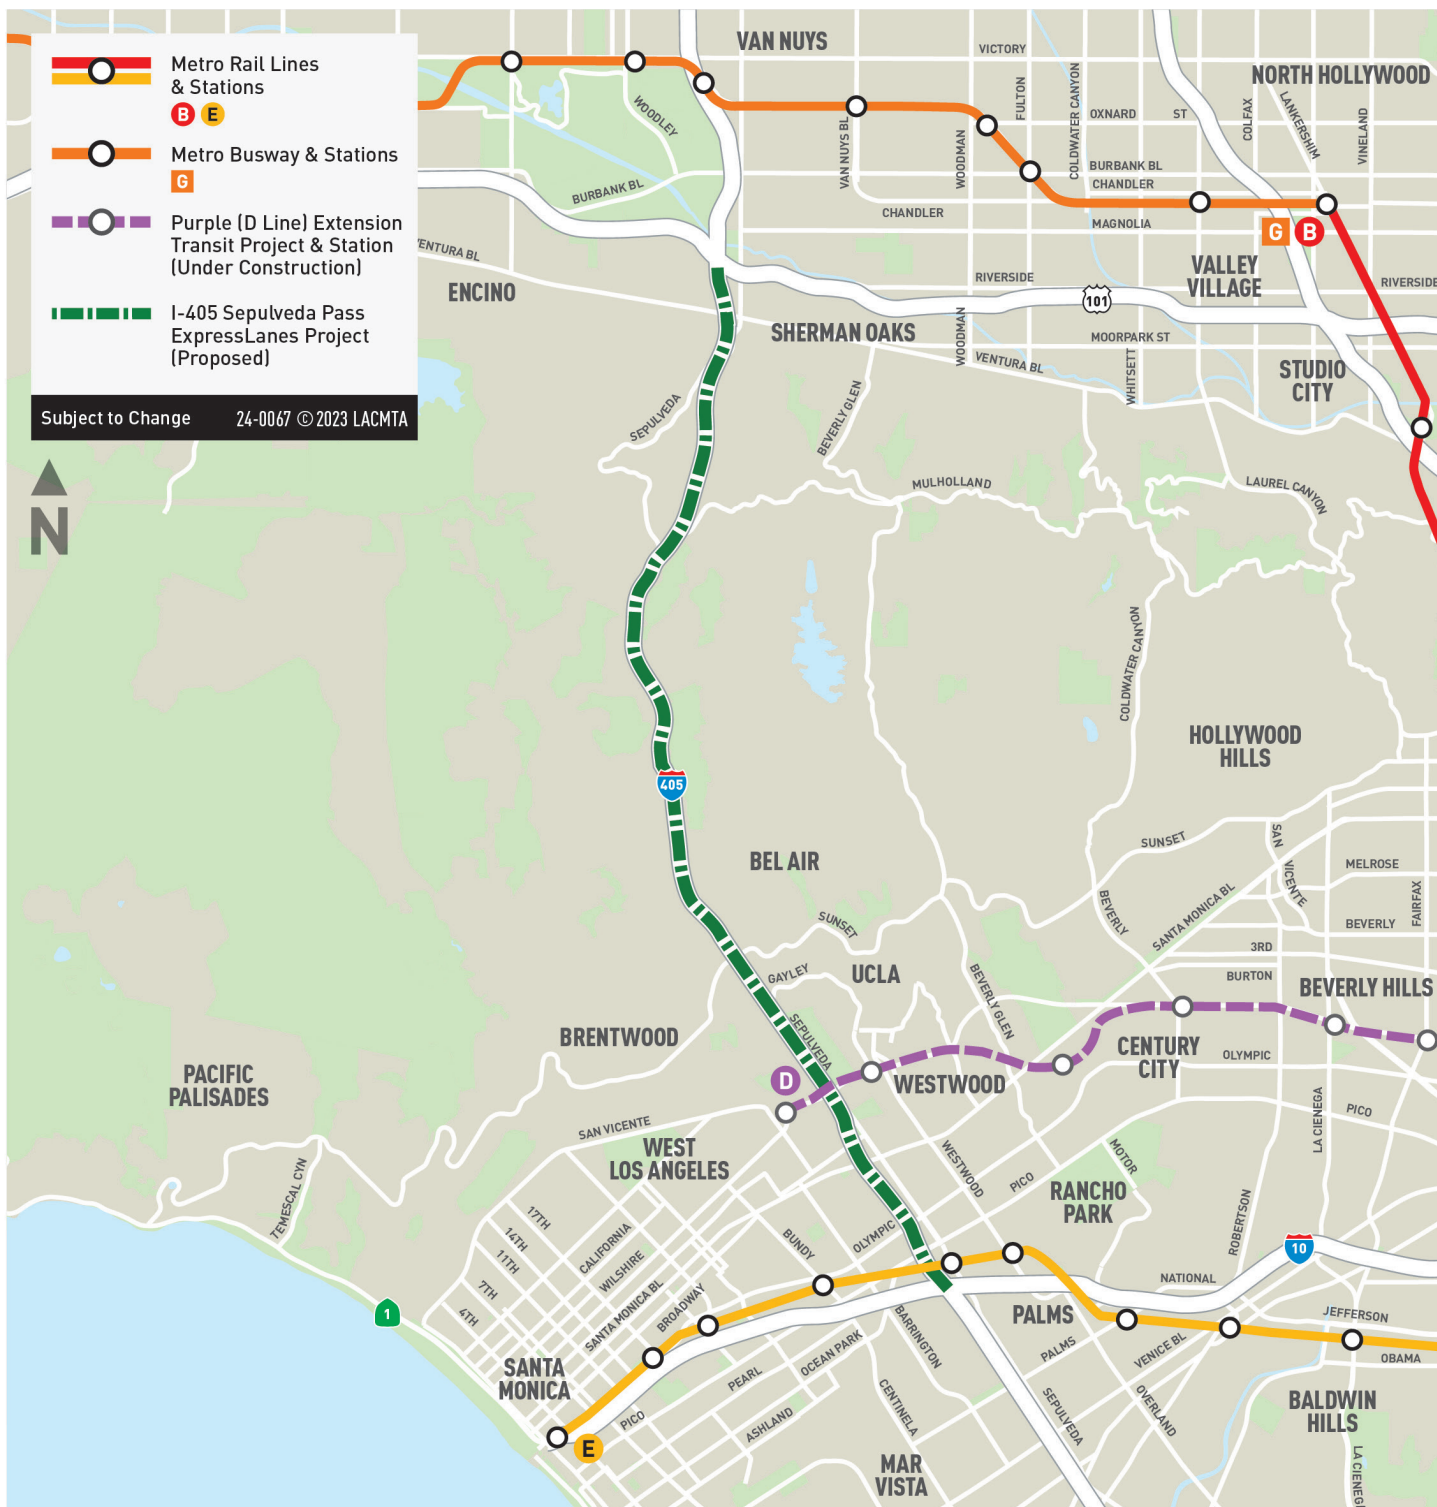 Metro Rail Lines
& Stations
B E
Metro Busway & Stations
G
Purple (D Line) Extension
Transit Project & Station
(Under Construction)
I-405 Sepulveda Pass
ExpressLanes Project
(Proposed)
Subject to Change 24-0067 © 2023 LACMTA
N
VAN NUYS
VICTORY
NORTH HOLLYWOOD
WOODLEY
FULTON
COLDWATER CANYON
OXNARD ST
COLFAX
LANKERSHIM
VINELAND
VAN NUYS BL
WOODMAN
BURBANK BL
BURBANK BL
CHANDLER
CHANDLER
MAGNOLIA
G B
VENTURA BL
ENCINO
RIVERSIDE
VALLEY
VILLAGE
RIVERSIDE
101
SHERMAN OAKS
WOODMAN
MOORPARK ST
VENTURA BL
WHITSETT
STUDIO
CITY
SEPULVEDA
BEVERLY GLEN
MULHOLLAND
LAUREL CANYON
COLDWATER CANYON
HOLLYWOOD
HILLS
405
BEL AIR
SUNSET
SAN VICENTE
MELROSE
BEVERLY
SANTA MONICA BL
FAIRFAX
SUNSET
BEVERLY
3RD
GAYLEY
UCLA
BEVERLY GLEN
BURTON
BEVERLY HILLS
SEPULVEDA
BRENTWOOD
CENTURY
CITY
OLYMPIC
D
WESTWOOD
PACIFIC
PALISADES
LA CIENEGA
PICO
SAN VICENTE
WEST
LOS ANGELES
WESTWOOD
PICO
MOTOR
RANCHO
PARK
TEMESCAL CYN
17TH
14TH
11TH
7TH
4TH
CALIFORNIA
WILSHIRE
SANTA MONICA BL
BROADWAY
BUNDY
OLYMPIC
ROBERTSON
10
NATIONAL
1
PALMS
JEFFERSON
BARRINGTON
OCEAN PARK
PALMS
VENICE BL
OBAMA
SANTA
MONICA
PEARL
PICO
ASHLAND
CENTINELA
SEPULVEDA
OVERLAND
BALDWIN
HILLS
E
MAR
VISTA
LA CIENEG